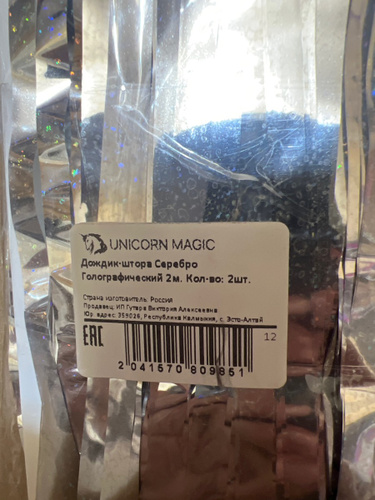 UNICORN MAGIC
Дождик-штора Серебро
Голографический 2м. Кол-во: 2шт.
Страна изготовитель: Россия
Продавец: ИП Гутара Виктория Алексеевна
Юр. адрес: 359026, Республика Калмыкия, с. Эсто-Алтай
EAC
12
2 041570 809851